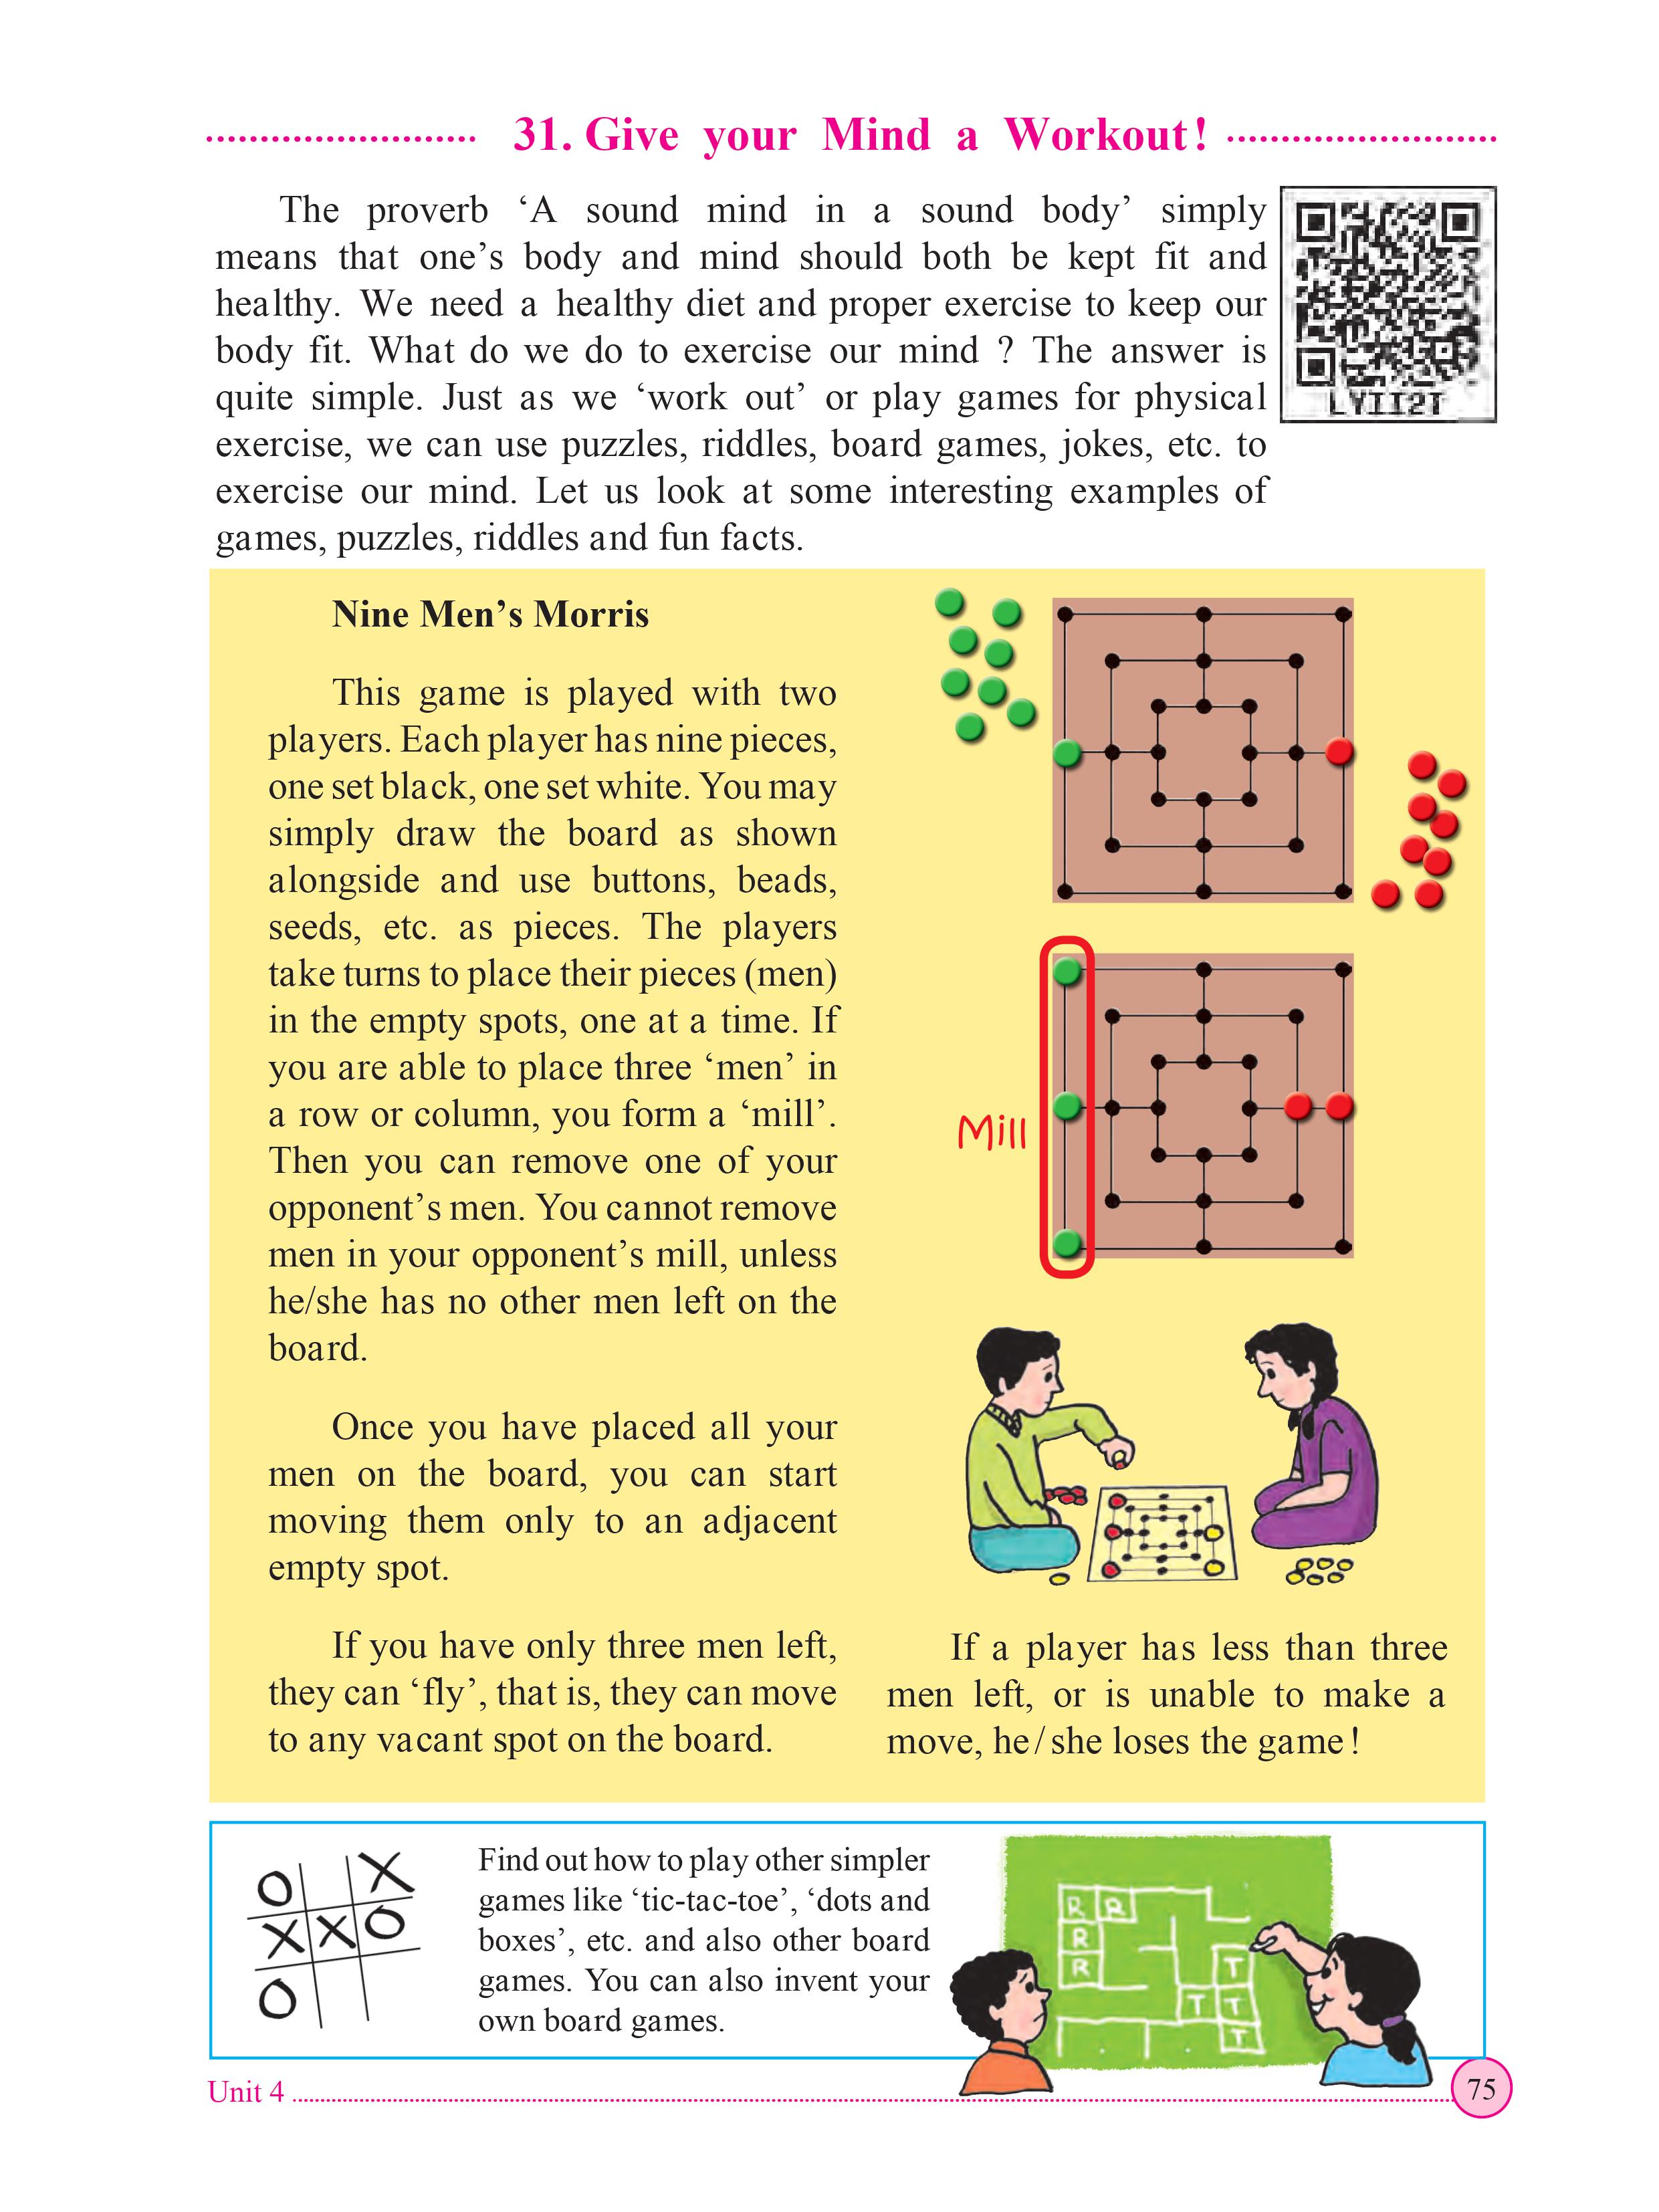 31. Give your Mind a Workout!
The proverb ‘A sound mind in a sound body’ simply
means that one’s body and mind should both be kept fit and
healthy. We need a healthy diet and proper exercise to keep our
body fit. What do we do to exercise our mind ? The answer is
quite simple. Just as we ‘work out’ or play games for physical
exercise, we can use puzzles, riddles, board games, jokes, etc. to
exercise our mind. Let us look at some interesting examples of
games, puzzles, riddles and fun facts.
LYII2T
Nine Men’s Morris
This game is played with two
players. Each player has nine pieces,
one set black, one set white. You may
simply draw the board as shown
alongside and use buttons, beads,
seeds, etc. as pieces. The players
take turns to place their pieces (men)
in the empty spots, one at a time. If
you are able to place three ‘men’ in
a row or column, you form a ‘mill’.
Then you can remove one of your
opponent’s men. You cannot remove
men in your opponent’s mill, unless
he/she has no other men left on the
board.
Once you have placed all your
men on the board, you can start
moving them only to an adjacent
empty spot.
If you have only three men left,
they can ‘fly’, that is, they can move
to any vacant spot on the board.
Mill
If a player has less than three
men left, or is unable to make a
move, he/she loses the game!
O X
X X O
O
Find out how to play other simpler
games like ‘tic-tac-toe’, ‘dots and
boxes’, etc. and also other board
games. You can also invent your
own board games.
R R
R
R T
T T
T
Unit 4
75